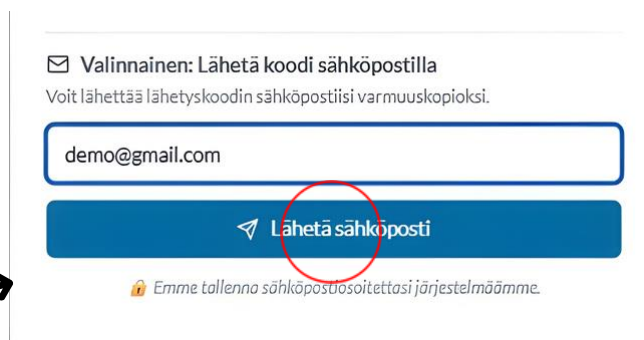 Valinnainen: Lähetä koodi sähköpostilla
Voit lähettää lähetyskoodin sähköpostiisi varmuuskopioksi.
demo@gmail.com
Lähetä sähköposti
Emme tallenna sähköpostiosoitettasi järjestelmäämme.